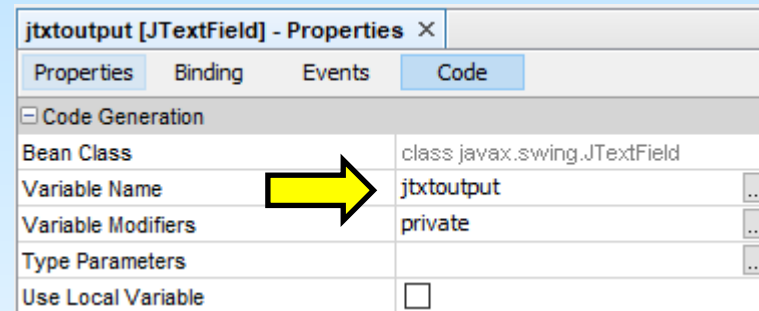 jtxtoutput [JTextField] - Properties ×
Properties Binding Events Code
Code Generation
Bean Class class javax.swing.JTextField
Variable Name jtxtoutput ...
Variable Modifiers private ...
Type Parameters ...
Use Local Variable